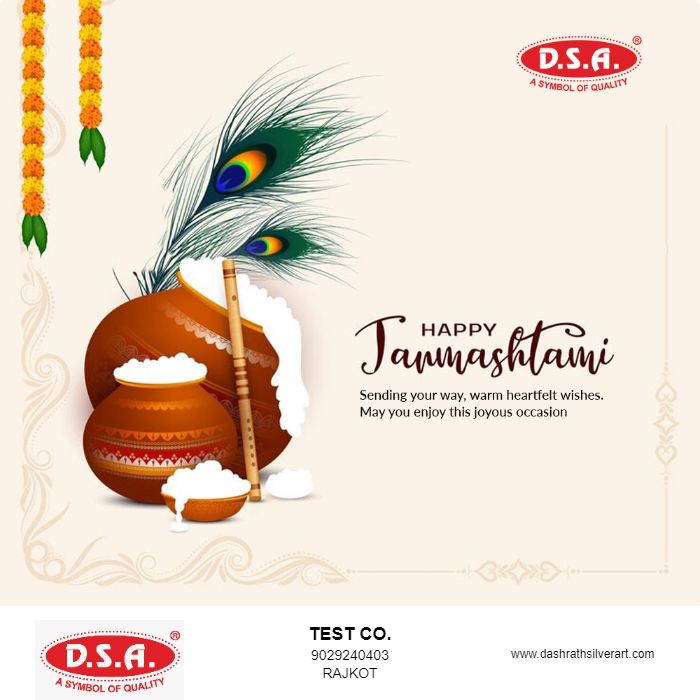 D.S.A.®
A SYMBOL OF QUALITY
HAPPY
Janmashtami
Sending your way, warm heartfelt wishes.
May you enjoy this joyous occasion
D.S.A.®
A SYMBOL OF QUALITY
TEST CO.
9029240403
RAJKOT
www.dashrathsilverart.com